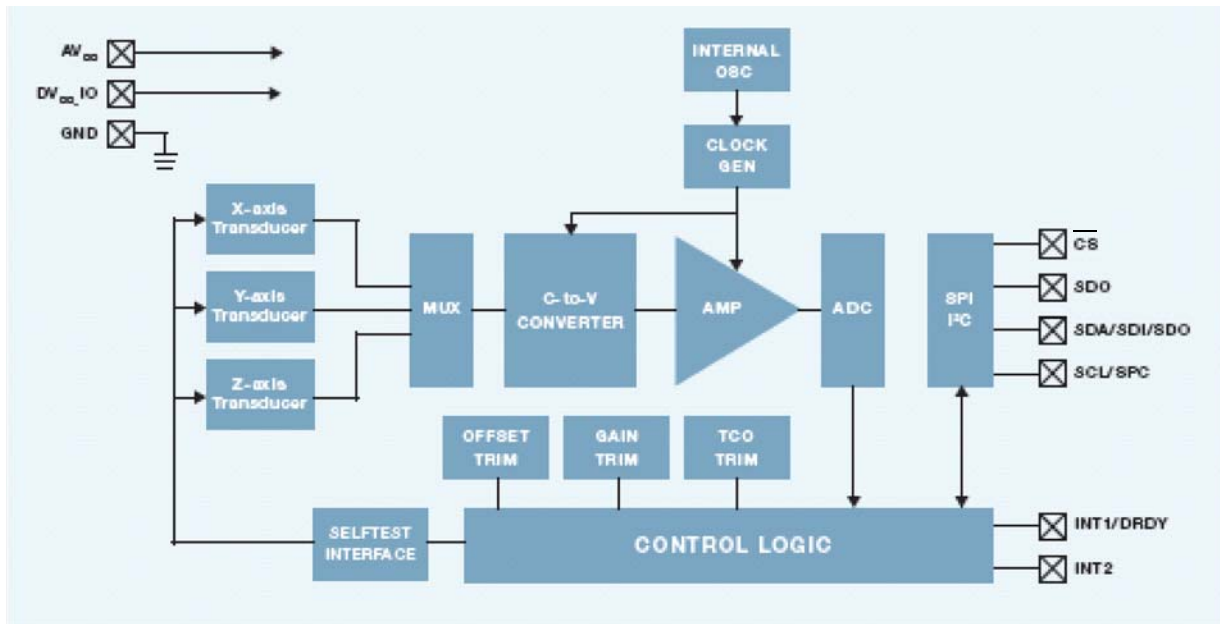 AVDD
DVDD_IO
GND
INTERNAL
OSC
CLOCK
GEN
X-axis
Transducer
Y-axis
Transducer
Z-axis
Transducer
MUX
C-to-V
CONVERTER
AMP
ADC
SPI
I²C
CS
SDO
SDA/SDI/SDO
SCL/SPC
OFFSET
TRIM
GAIN
TRIM
TCO
TRIM
SELFTEST
INTERFACE
CONTROL LOGIC
INT1/DRDY
INT2